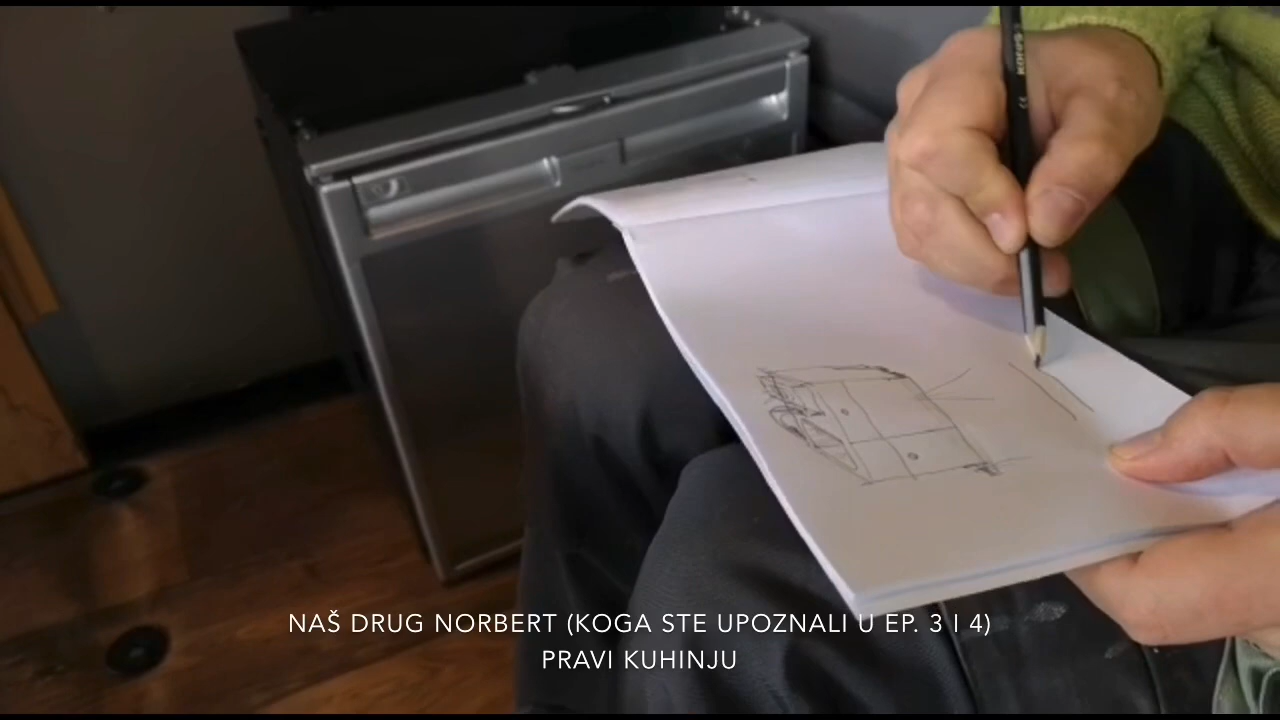 NAŠ DRUG NORBERT (KOGA STE UPOZNALI U EP. 3 I 4)
PRAVI KUHINJU